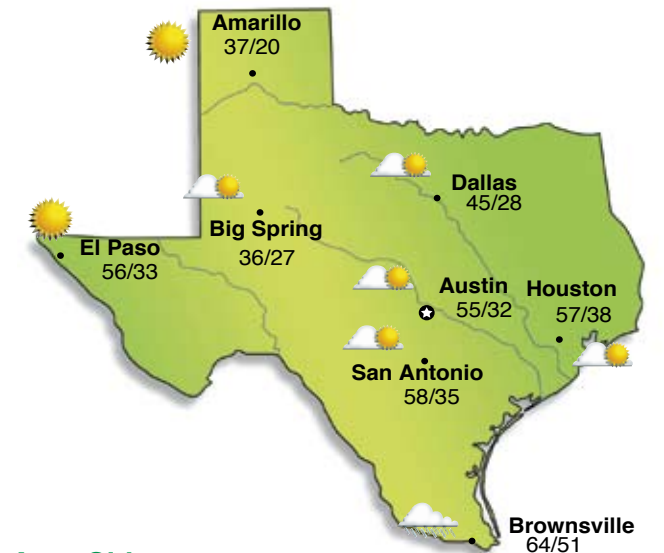 Amarillo
37/20
Dallas
45/28
Big Spring
36/27
El Paso
56/33
Austin
55/32
Houston
57/38
San Antonio
58/35
Brownsville
64/51